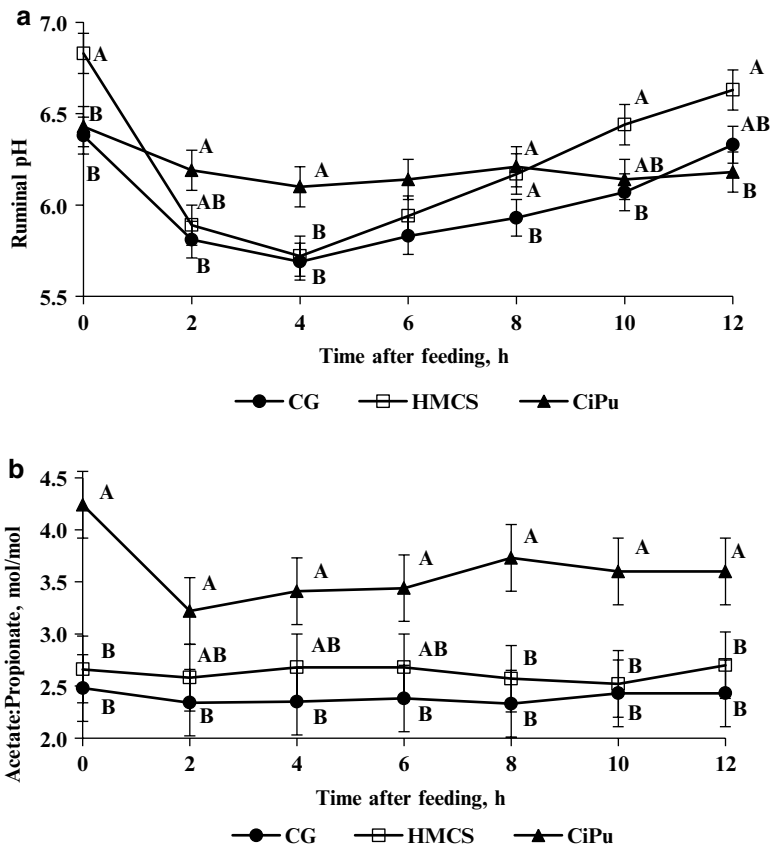 a
7.0
6.5
6.0
5.5
Ruminal pH
A
B
B
A
AB
B
A
B
B
A
A
B
A
AB
B
A
AB
B
0 2 4 6 8 10 12
Time after feeding, h
CG HMCS CiPu
b
4.5
4.0
3.5
3.0
2.5
2.0
Acetate:Propionate, mol/mol
A A A A A A A
B AB AB AB B B B
B B B B B B B
0 2 4 6 8 10 12
Time after feeding, h
CG HMCS CiPu